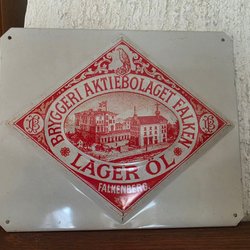 BRYGGERI AKTIEBOLAGET FALKEN
LAGER ÖL
FALKENBERG.